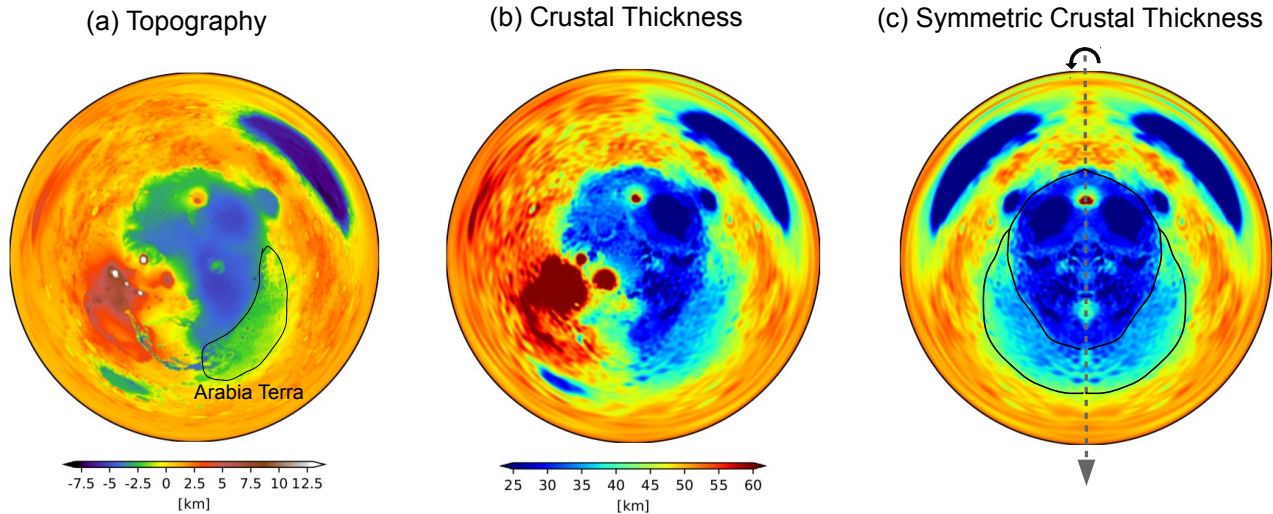 (a) Topography
(b) Crustal Thickness
(c) Symmetric Crustal Thickness
Arabia Terra
-7.5 -5 -2.5 0 2.5 5 7.5 10 12.5
[km]
25 30 35 40 45 50 55 60
[km]